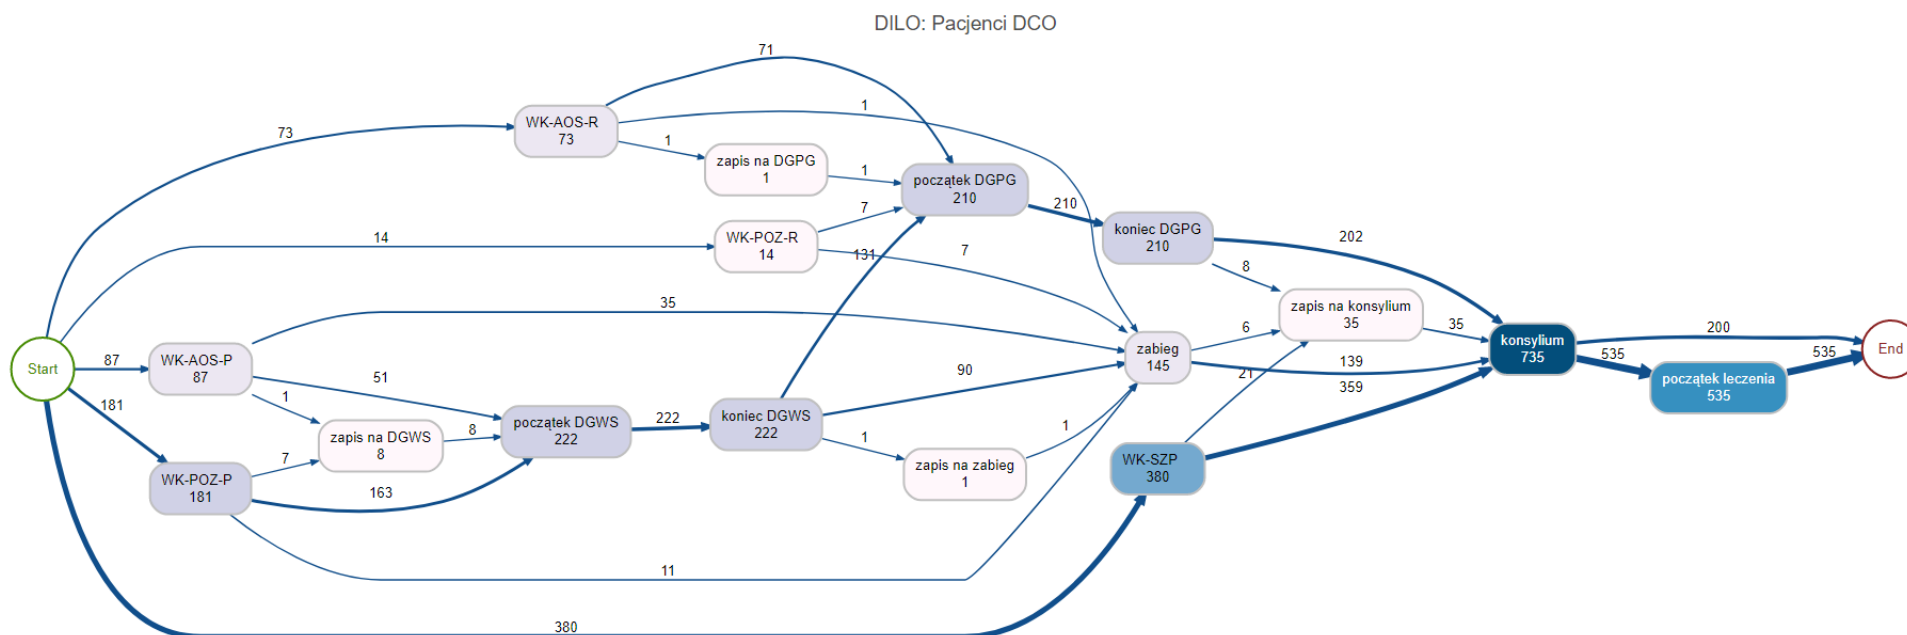 DILO: Pacjenci DCO
71
1
73
WK-AOS-R
73
1
zapis na DGPG
1
1
początek DGPG
210
7
210
14
WK-POZ-R
14
131
7
koniec DGPG
210
202
8
35
zapis na konsylium
35
6
35
Start
87
WK-AOS-P
87
51
1
181
zabieg
145
139
21
359
konsylium
735
200
535
początek leczenia
535
535
End
90
zapis na DGWS
8
8
początek DGWS
222
222
koniec DGWS
222
1
1
zapis na zabieg
1
WK-SZP
380
7
WK-POZ-P
181
163
11
380